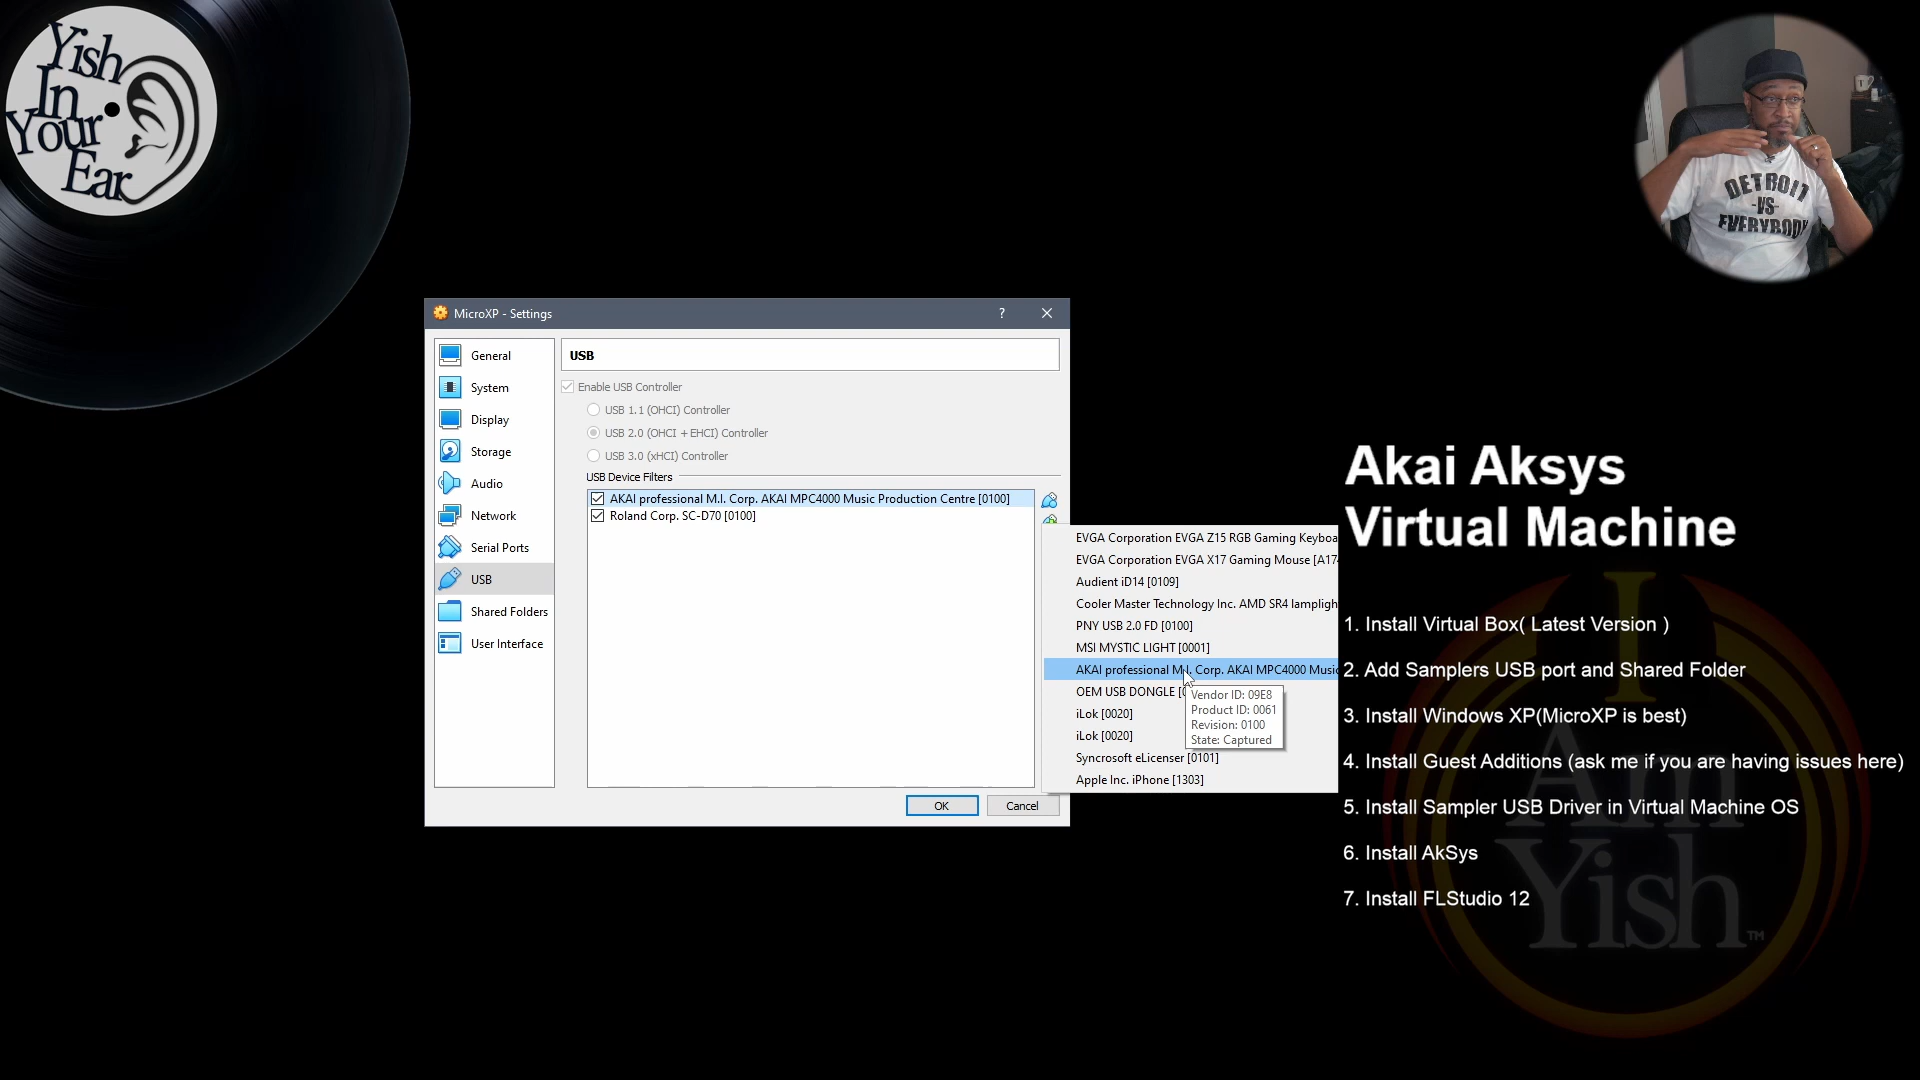 Yish
In
Your
Ear
DETROIT
-VS-
EVERYBODY
MicroXP - Settings
?
General
System
Display
Storage
Audio
Network
Serial Ports
USB
Shared Folders
User Interface
USB
Enable USB Controller
USB 1.1 (OHCI) Controller
USB 2.0 (OHCI + EHCI) Controller
USB 3.0 (xHCI) Controller
USB Device Filters
AKAI professional M.I. Corp. AKAI MPC4000 Music Production Centre [0100]
Roland Corp. SC-D70 [0100]
EVGA Corporation EVGA Z15 RGB Gaming Keyboa
EVGA Corporation EVGA X17 Gaming Mouse [A174
Audient iD14 [0109]
Cooler Master Technology Inc. AMD SR4 lampligh
PNY USB 2.0 FD [0100]
MSI MYSTIC LIGHT [0001]
AKAI professional M.I. Corp. AKAI MPC4000 Music
OEM USB DONGLE [0
iLok [0020]
iLok [0020]
Syncrosoft eLicenser [0101]
Apple Inc. iPhone [1303]
Vendor ID: 09E8
Product ID: 0061
Revision: 0100
State: Captured
OK
Cancel
Akai Aksys
Virtual Machine
1. Install Virtual Box( Latest Version )
2. Add Samplers USB port and Shared Folder
3. Install Windows XP(MicroXP is best)
4. Install Guest Additions (ask me if you are having issues here)
5. Install Sampler USB Driver in Virtual Machine OS
6. Install AkSys
7. Install FLStudio 12
I
Am
Yish™